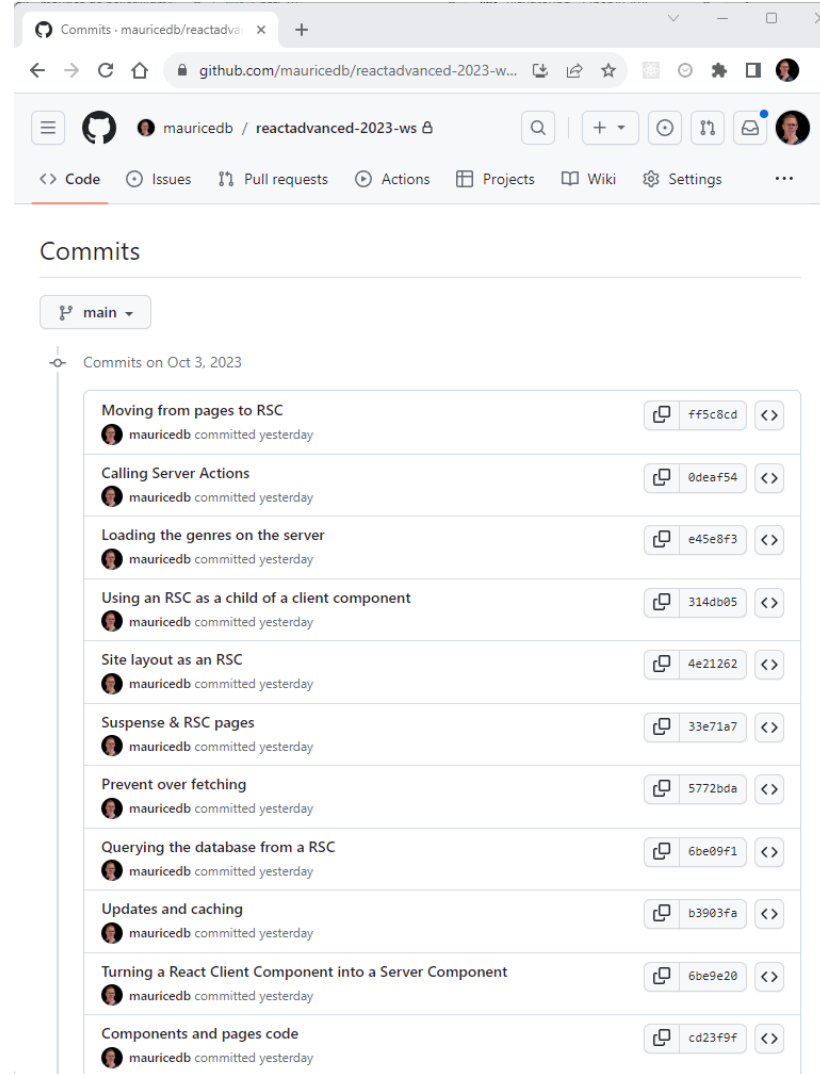 Commits · mauricedb/reactadva
github.com/mauricedb/reactadvanced-2023-w...
mauricedb / reactadvanced-2023-ws
Code Issues Pull requests Actions Projects Wiki Settings
Commits
main
Commits on Oct 3, 2023
Moving from pages to RSC
ff5c8cd
mauricedb committed yesterday
Calling Server Actions
0deaf54
mauricedb committed yesterday
Loading the genres on the server
e45e8f3
mauricedb committed yesterday
Using an RSC as a child of a client component
314db05
mauricedb committed yesterday
Site layout as an RSC
4e21262
mauricedb committed yesterday
Suspense & RSC pages
33e71a7
mauricedb committed yesterday
Prevent over fetching
5772bda
mauricedb committed yesterday
Querying the database from a RSC
6be09f1
mauricedb committed yesterday
Updates and caching
b3903fa
mauricedb committed yesterday
Turning a React Client Component into a Server Component
6be9e20
mauricedb committed yesterday
Components and pages code
cd23f9f
mauricedb committed yesterday